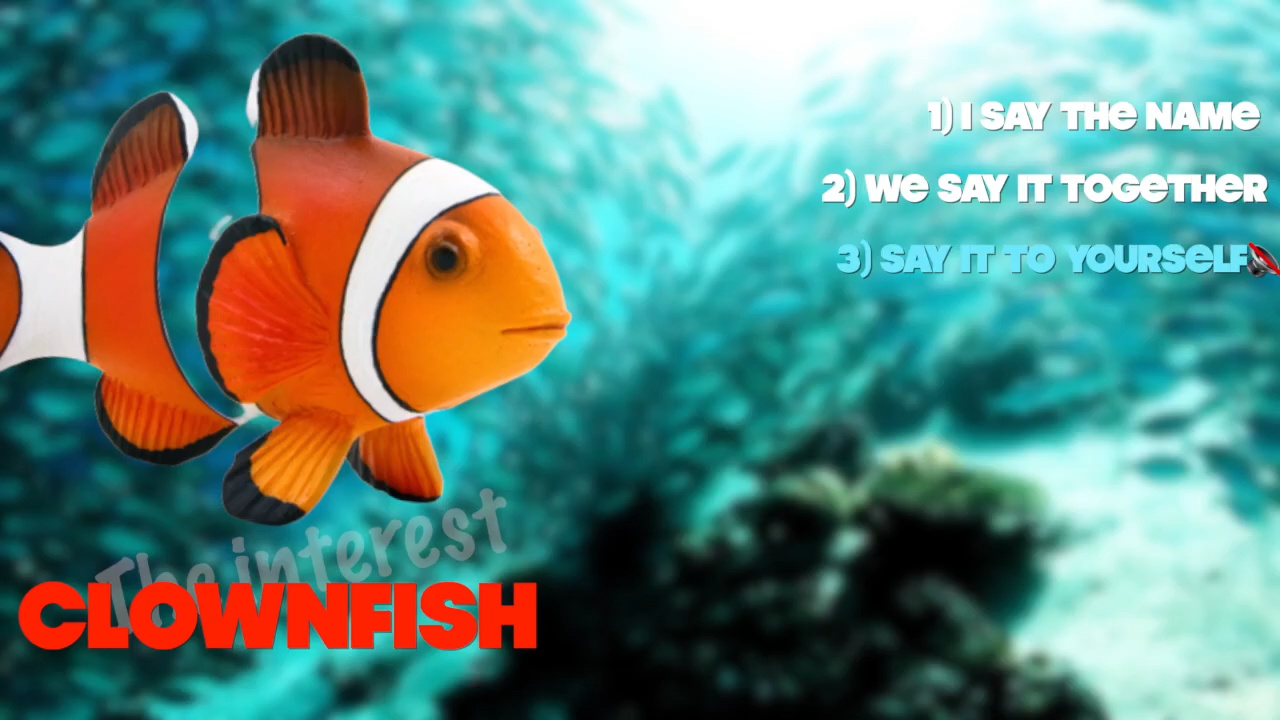 1) I SAY THE NAME
2) WE SAY IT TOGETHER
3) SAY IT TO YOURSELF
The interest
CLOWNFISH